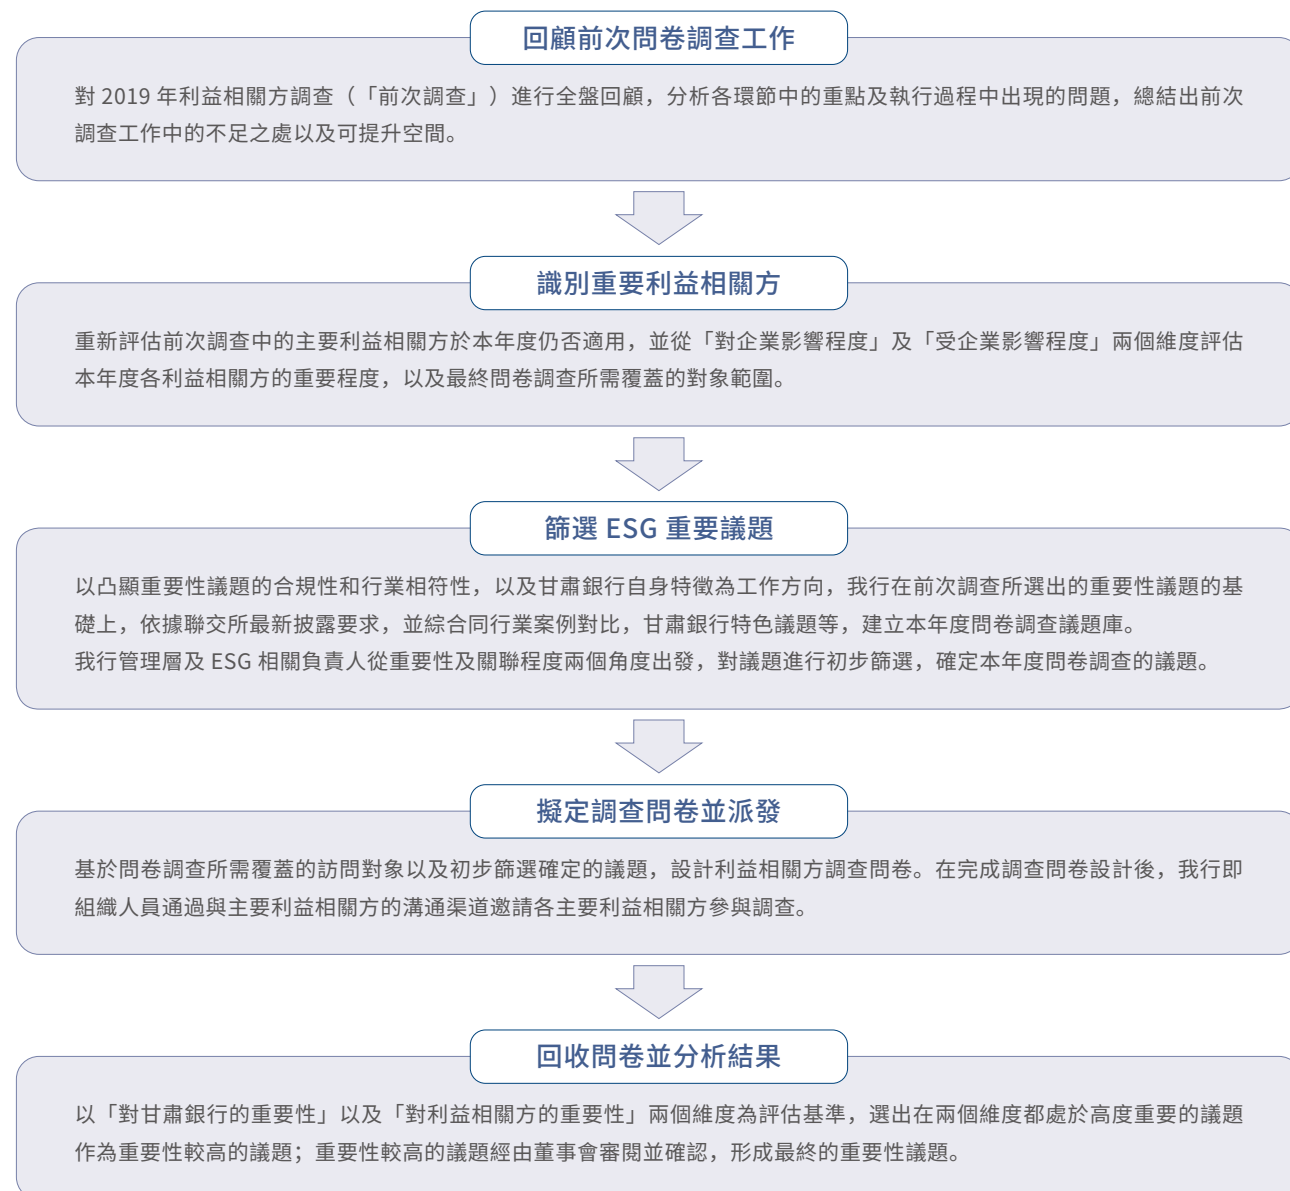 回顧前次問卷調查工作
對 2019 年利益相關方調查（「前次調查」）進行全盤回顧，分析各環節中的重點及執行過程中出現的問題，總結出前次
調查工作中的不足之處以及可提升空間。
識別重要利益相關方
重新評估前次調查中的主要利益相關方於本年度仍否適用，並從「對企業影響程度」及「受企業影響程度」兩個維度評估
本年度各利益相關方的重要程度，以及最終問卷調查所需覆蓋的對象範圍。
篩選 ESG 重要議題
以凸顯重要性議題的合規性和行業相符性，以及甘肅銀行自身特徵為工作方向，我行在前次調查所選出的重要性議題的基
礎上，依據聯交所最新披露要求，並綜合同行業案例對比，甘肅銀行特色議題等，建立本年度問卷調查議題庫。
我行管理層及 ESG 相關負責人從重要性及關聯程度兩個角度出發，對議題進行初步篩選，確定本年度問卷調查的議題。
擬定調查問卷並派發
基於問卷調查所需覆蓋的訪問對象以及初步篩選確定的議題，設計利益相關方調查問卷。在完成調查問卷設計後，我行即
組織人員通過與主要利益相關方的溝通渠道邀請各主要利益相關方參與調查。
回收問卷並分析結果
以「對甘肅銀行的重要性」以及「對利益相關方的重要性」兩個維度為評估基準，選出在兩個維度都處於高度重要的議題
作為重要性較高的議題；重要性較高的議題經由董事會審閱並確認，形成最終的重要性議題。